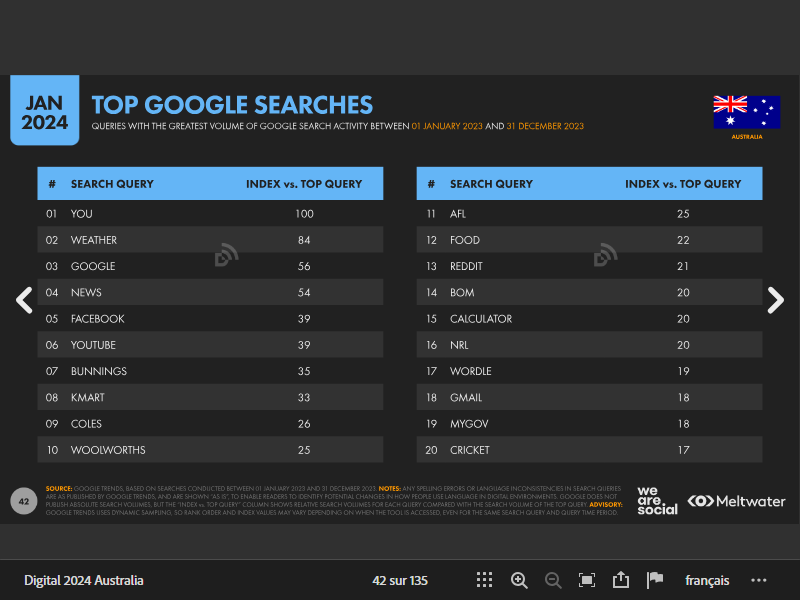 JAN
2024
TOP GOOGLE SEARCHES
QUERIES WITH THE GREATEST VOLUME OF GOOGLE SEARCH ACTIVITY BETWEEN 01 JANUARY 2023 AND 31 DECEMBER 2023
AUSTRALIA
# SEARCH QUERY INDEX vs. TOP QUERY
01 YOU 100
02 WEATHER 84
03 GOOGLE 56
04 NEWS 54
05 FACEBOOK 39
06 YOUTUBE 39
07 BUNNINGS 35
08 KMART 33
09 COLES 26
10 WOOLWORTHS 25
# SEARCH QUERY INDEX vs. TOP QUERY
11 AFL 25
12 FOOD 22
13 REDDIT 21
14 BOM 20
15 CALCULATOR 20
16 NRL 20
17 WORDLE 19
18 GMAIL 18
19 MYGOV 18
20 CRICKET 17
42
SOURCE: GOOGLE TRENDS, BASED ON SEARCHES CONDUCTED BETWEEN 01 JANUARY 2023 AND 31 DECEMBER 2023. NOTES: ANY SPELLING ERRORS OR LANGUAGE INCONSISTENCIES IN SEARCH QUERIES
ARE AS PUBLISHED BY GOOGLE TRENDS, AND ARE SHOWN "AS IS", TO ENABLE READERS TO IDENTIFY POTENTIAL CHANGES IN HOW PEOPLE USE LANGUAGE IN DIGITAL ENVIRONMENTS. GOOGLE DOES NOT
PUBLISH ABSOLUTE SEARCH VOLUMES, BUT THE "INDEX vs. TOP QUERY" COLUMN SHOWS RELATIVE SEARCH VOLUMES FOR EACH QUERY COMPARED WITH THE SEARCH VOLUME OF THE TOP QUERY. ADVISORY:
GOOGLE TRENDS USES DYNAMIC SAMPLING, SO RANK ORDER AND INDEX VALUES MAY VARY DEPENDING ON WHEN THE TOOL IS ACCESSED, EVEN FOR THE SAME SEARCH QUERY AND QUERY TIME PERIOD.
we
are.
social
Meltwater
Digital 2024 Australia
42 sur 135
français